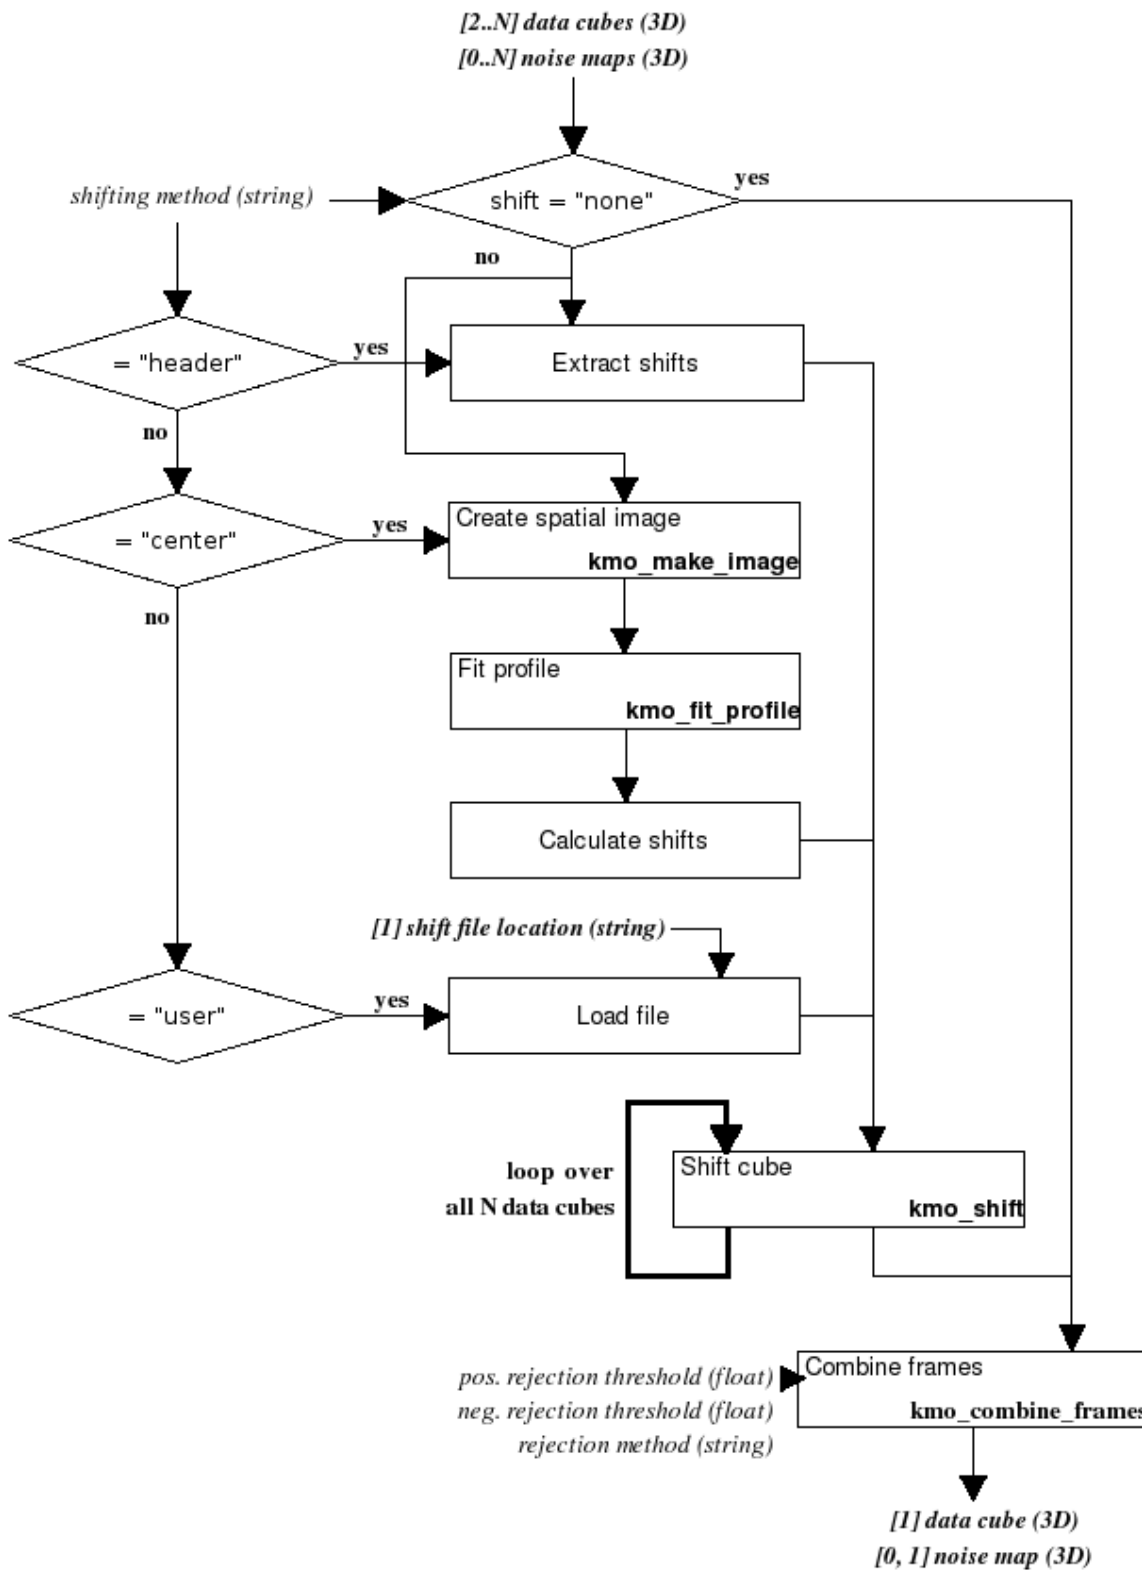 [2..N] data cubes (3D)
[0..N] noise maps (3D)
yes
shifting method (string)
shift = "none"
no
= "header"
yes
Extract shifts
no
= "center"
yes
Create spatial image
kmo_make_image
no
Fit profile
kmo_fit_profile
Calculate shifts
[1] shift file location (string)
= "user"
yes
Load file
loop over
all N data cubes
Shift cube
kmo_shift
Combine frames
kmo_combine_frames
pos. rejection threshold (float)
neg. rejection threshold (float)
rejection method (string)
[1] data cube (3D)
[0, 1] noise map (3D)